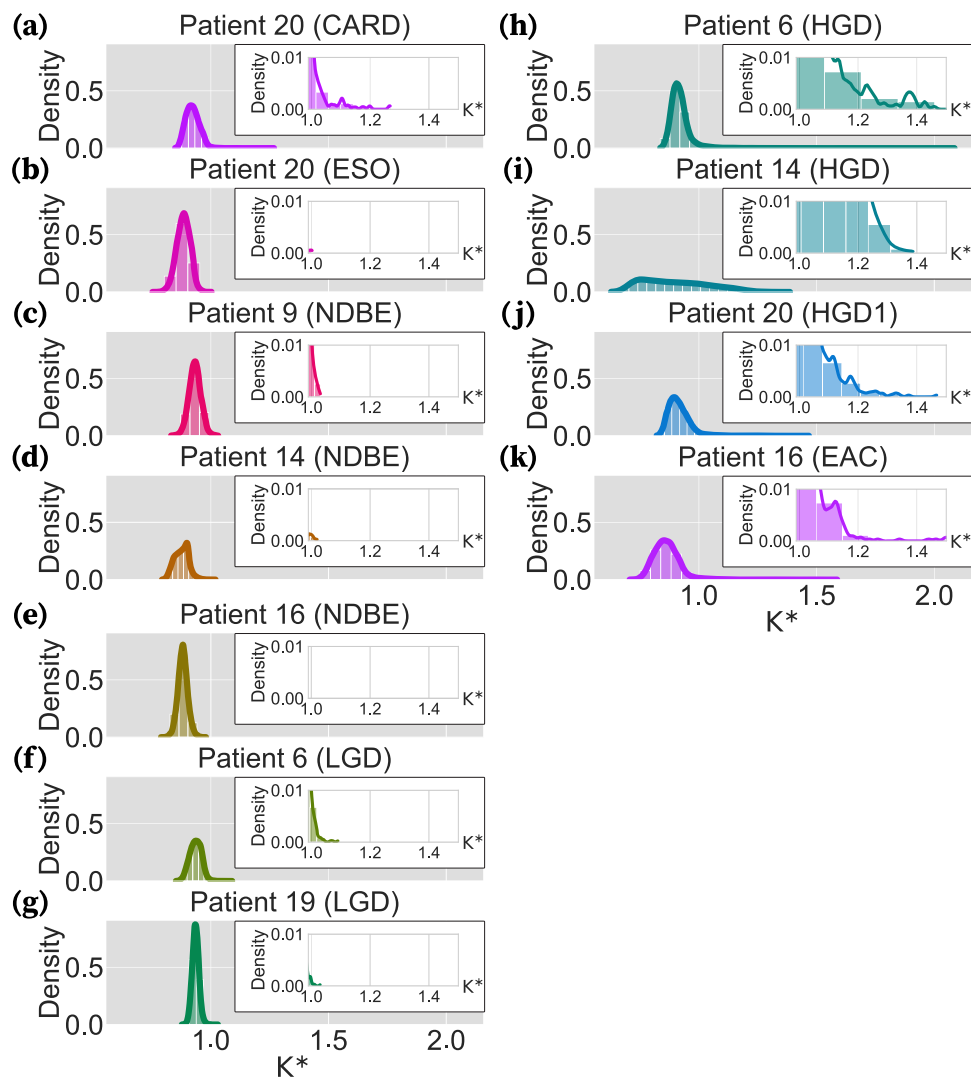 (a) Patient 20 (CARD)
Density
0.5
0.0
Density
0.01
0.00
1.0 1.2 1.4
K*
(b) Patient 20 (ESO)
Density
0.5
0.0
Density
0.01
0.00
1.0 1.2 1.4
K*
(c) Patient 9 (NDBE)
Density
0.5
0.0
Density
0.01
0.00
1.0 1.2 1.4
K*
(d) Patient 14 (NDBE)
Density
0.5
0.0
Density
0.01
0.00
1.0 1.2 1.4
K*
(e) Patient 16 (NDBE)
Density
0.5
0.0
Density
0.01
0.00
1.0 1.2 1.4
K*
(f) Patient 6 (LGD)
Density
0.5
0.0
Density
0.01
0.00
1.0 1.2 1.4
K*
(g) Patient 19 (LGD)
Density
0.5
0.0
Density
0.01
0.00
1.0 1.2 1.4
K*
1.0 1.5 2.0
K*
(h) Patient 6 (HGD)
Density
0.5
0.0
Density
0.01
0.00
1.0 1.2 1.4
K*
(i) Patient 14 (HGD)
Density
0.5
0.0
Density
0.01
0.00
1.0 1.2 1.4
K*
(j) Patient 20 (HGD1)
Density
0.5
0.0
Density
0.01
0.00
1.0 1.2 1.4
K*
(k) Patient 16 (EAC)
Density
0.5
0.0
Density
0.01
0.00
1.0 1.2 1.4
K*
1.0 1.5 2.0
K*